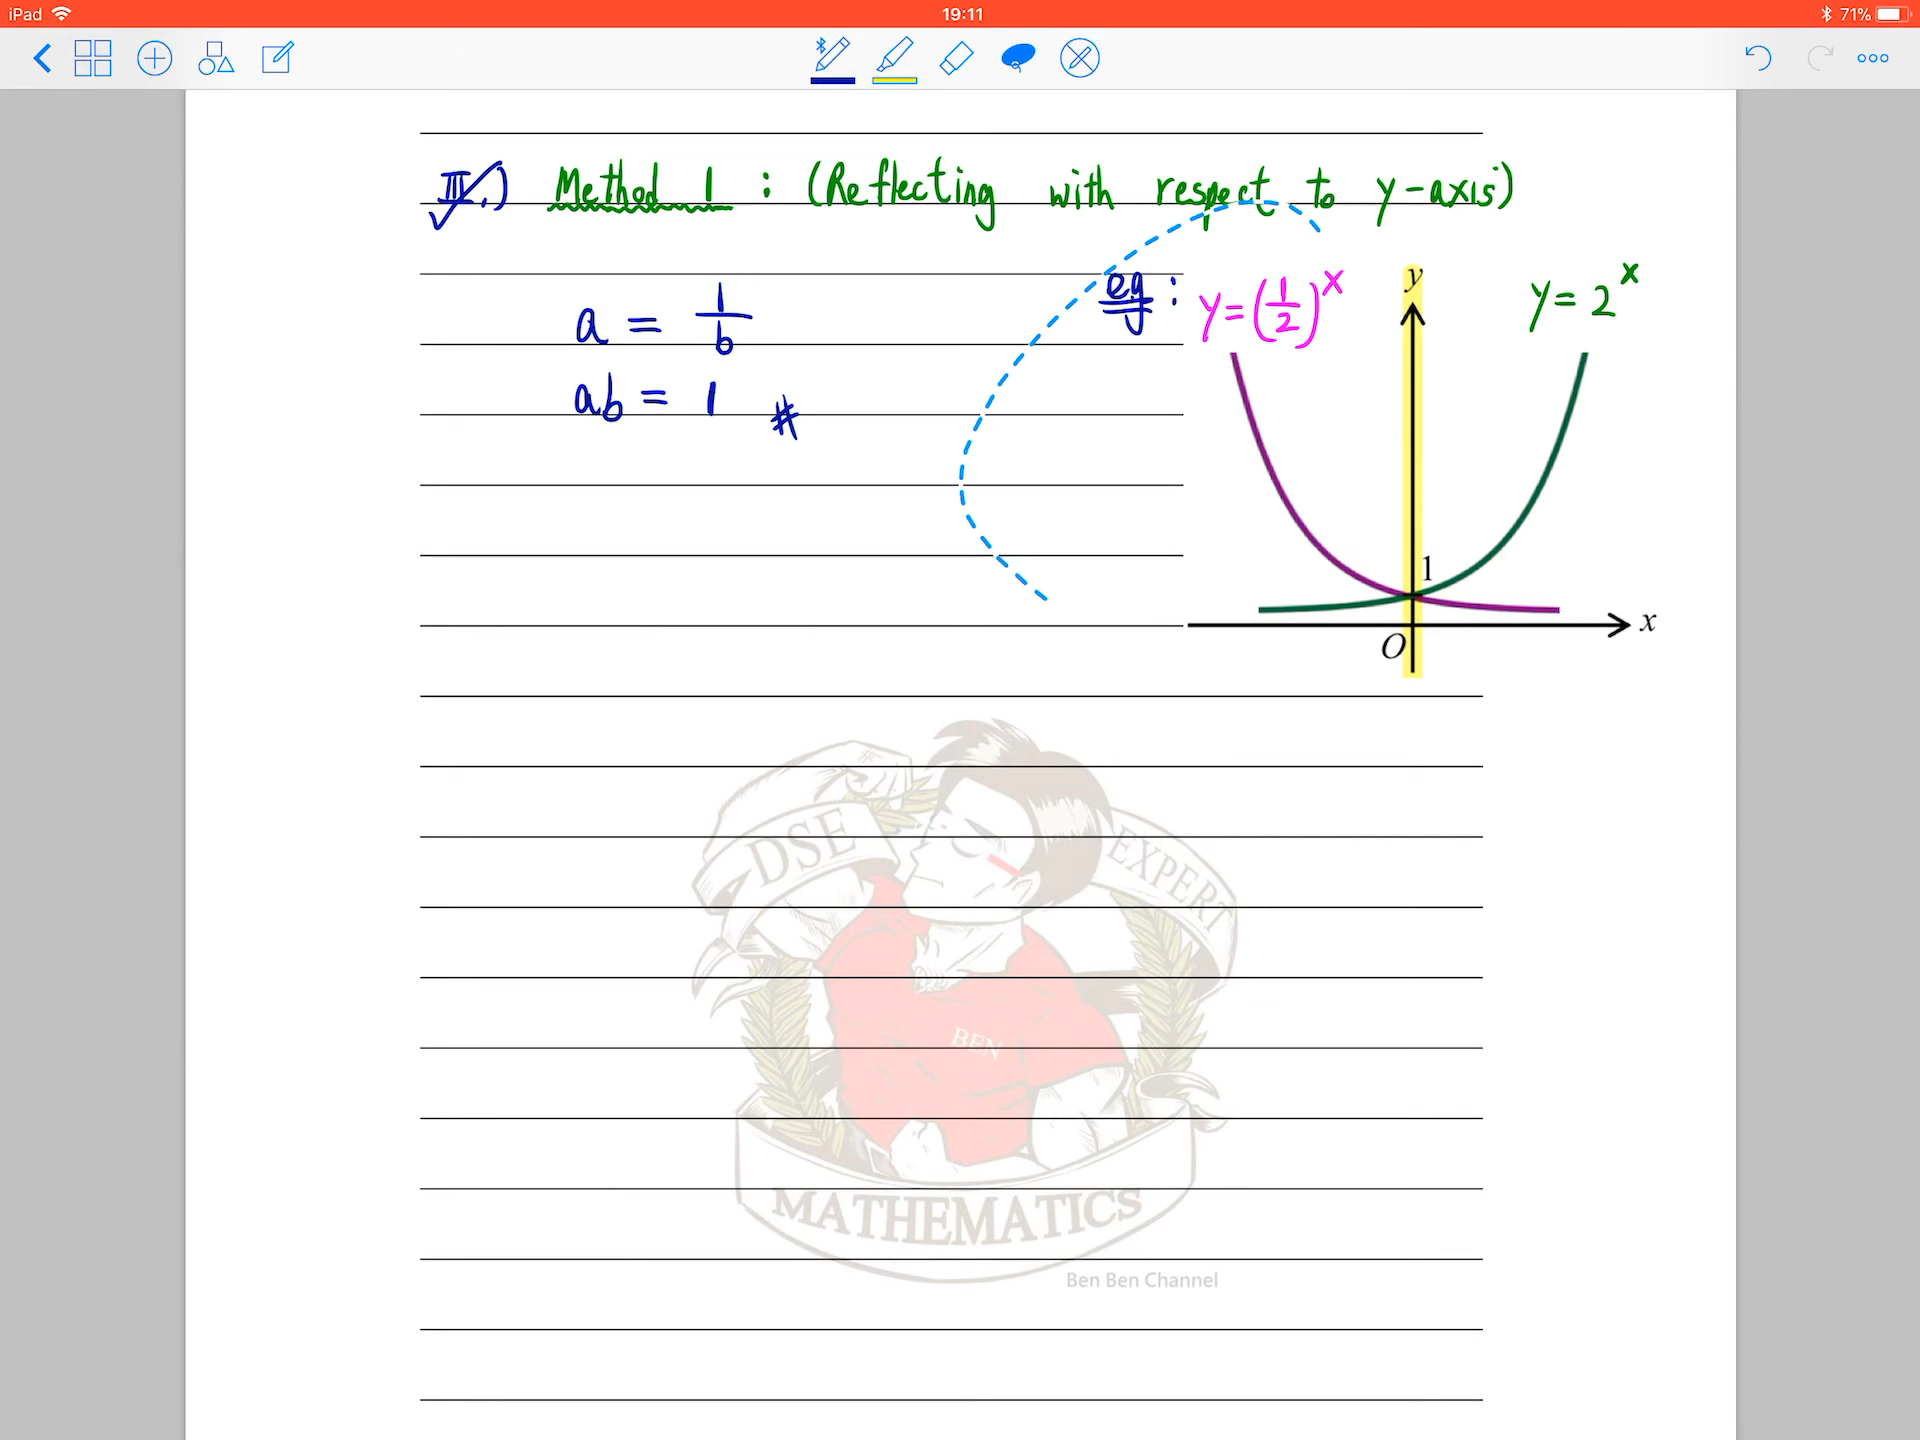 iPad 19:11 71%
III.) Method 1 : (Reflecting with respect to y-axis)
a = 1/b
ab = 1 #
eg : y = (1/2)^x
y
y = 2^x
1
O
x
DSE EXPERT
BEN
MATHEMATICS
Ben Ben Channel